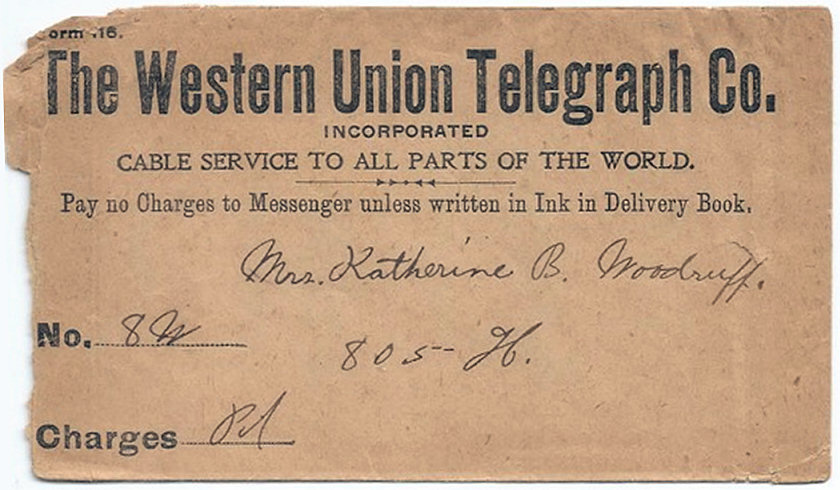 orm 16.
The Western Union Telegraph Co.
INCORPORATED
CABLE SERVICE TO ALL PARTS OF THE WORLD.
Pay no Charges to Messenger unless written in Ink in Delivery Book.
Mrs. Katherine B. Woodruff.
No. 8 W
805- H.
Charges Pd